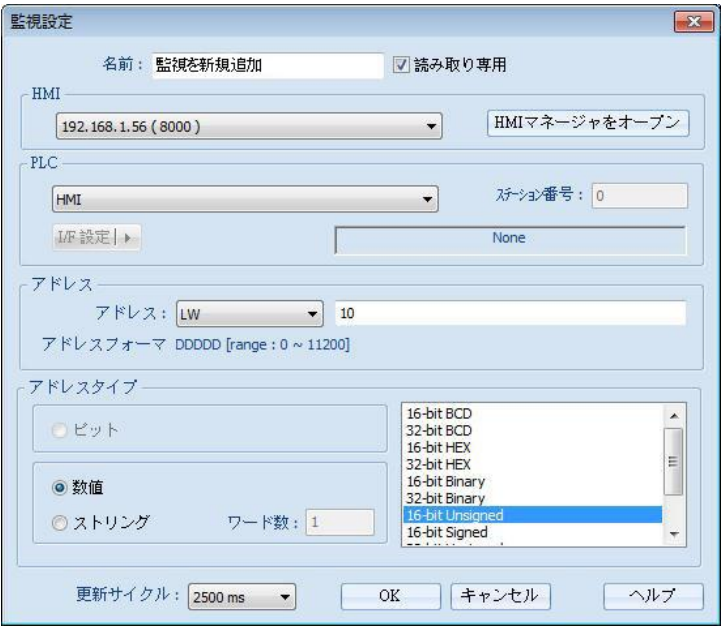 監視設定
名前： 監視を新規追加 読み取り専用
HMI
192.168.1.56 ( 8000 ) HMIマネージャをオープン
PLC
HMI ｽﾃｰｼｮﾝ番号： 0
I/F 設定 None
アドレス
アドレス： LW 10
アドレスフォーマ DDDDD [range : 0 ~ 11200]
アドレスタイプ
ビット
数値
ストリング ワード数： 1
16-bit BCD
32-bit BCD
16-bit HEX
32-bit HEX
16-bit Binary
32-bit Binary
16-bit Unsigned
16-bit Signed
更新サイクル： 2500 ms OK キャンセル ヘルプ